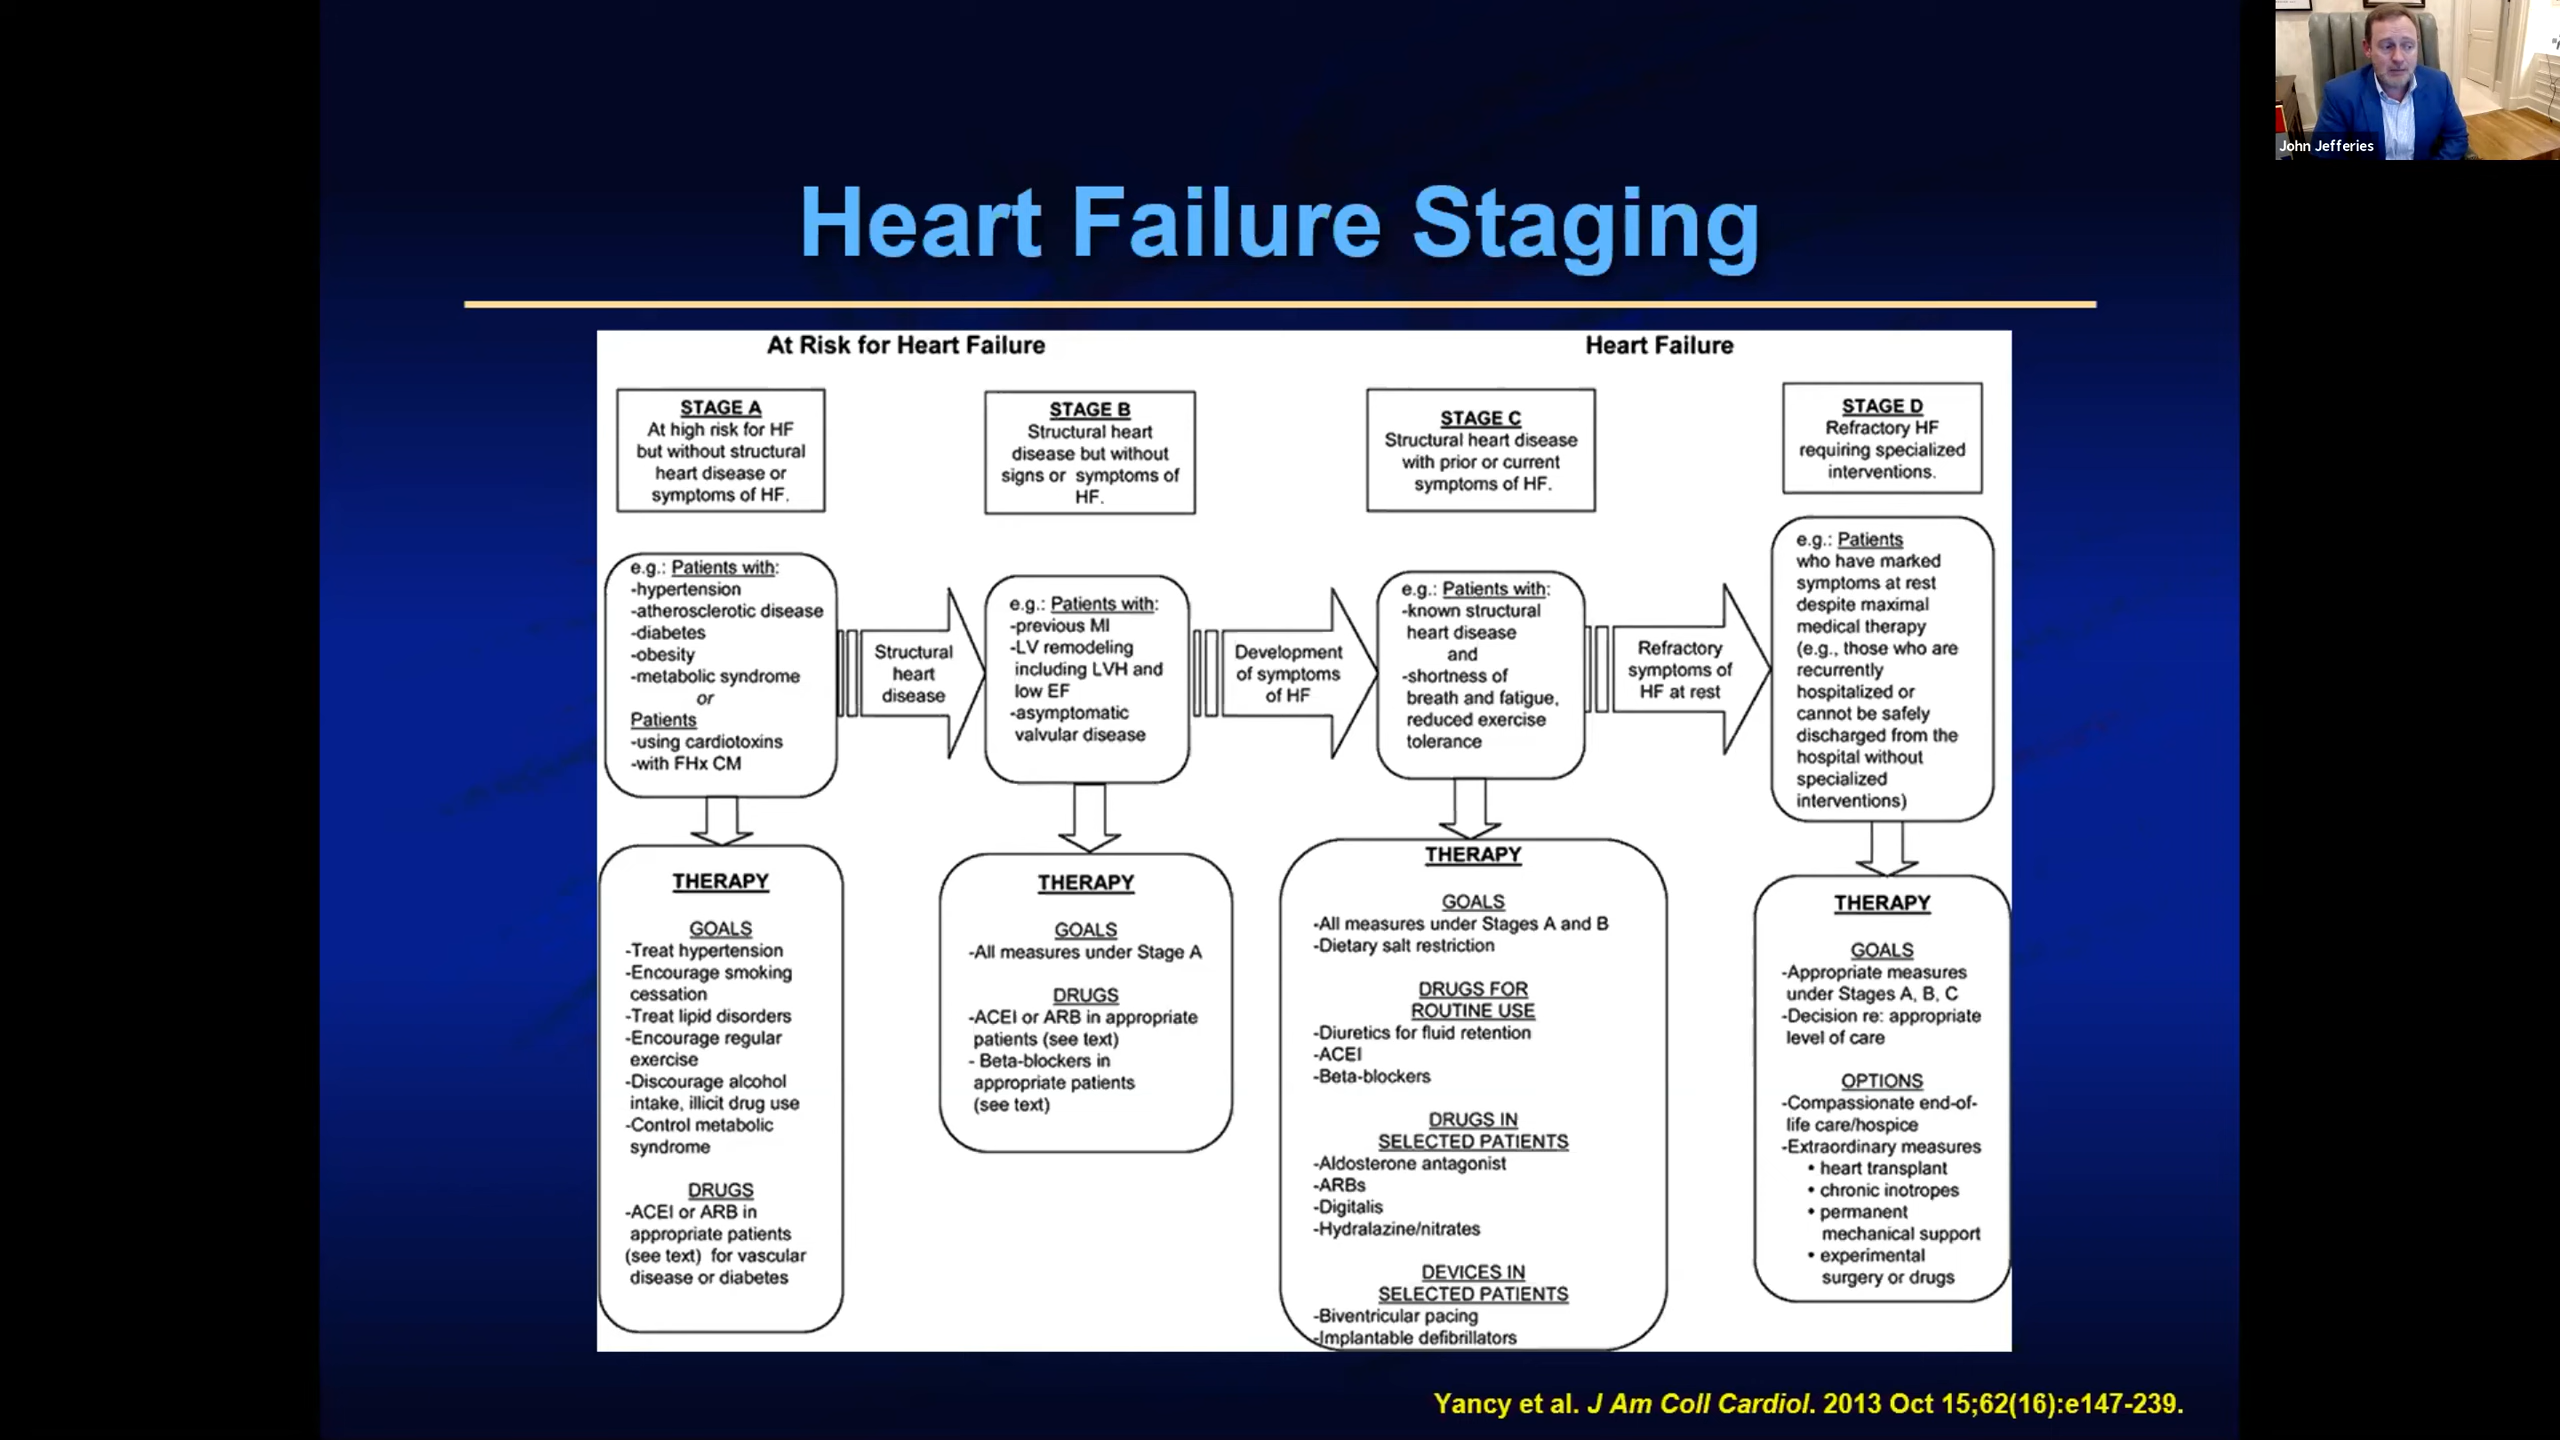 John Jefferies
Heart Failure Staging
At Risk for Heart Failure
Heart Failure
STAGE A
At high risk for HF
but without structural
heart disease or
symptoms of HF.
STAGE B
Structural heart
disease but without
signs or symptoms of
HF.
STAGE C
Structural heart disease
with prior or current
symptoms of HF.
STAGE D
Refractory HF
requiring specialized
interventions.
e.g.: Patients with:
-hypertension
-atherosclerotic disease
-diabetes
-obesity
-metabolic syndrome
or
Patients
-using cardiotoxins
-with FHx CM
Structural
heart
disease
e.g.: Patients with:
-previous MI
-LV remodeling
including LVH and
low EF
-asymptomatic
valvular disease
Development
of symptoms
of HF
e.g.: Patients with:
-known structural
heart disease
and
-shortness of
breath and fatigue,
reduced exercise
tolerance
Refractory
symptoms of
HF at rest
e.g.: Patients
who have marked
symptoms at rest
despite maximal
medical therapy
(e.g., those who are
recurrently
hospitalized or
cannot be safely
discharged from the
hospital without
specialized
interventions)
THERAPY
GOALS
-Treat hypertension
-Encourage smoking
cessation
-Treat lipid disorders
-Encourage regular
exercise
-Discourage alcohol
intake, illicit drug use
-Control metabolic
syndrome
DRUGS
-ACEI or ARB in
appropriate patients
(see text) for vascular
disease or diabetes
THERAPY
GOALS
-All measures under Stage A
DRUGS
-ACEI or ARB in appropriate
patients (see text)
- Beta-blockers in
appropriate patients
(see text)
THERAPY
GOALS
-All measures under Stages A and B
-Dietary salt restriction
DRUGS FOR
ROUTINE USE
-Diuretics for fluid retention
-ACEI
-Beta-blockers
DRUGS IN
SELECTED PATIENTS
-Aldosterone antagonist
-ARBs
-Digitalis
-Hydralazine/nitrates
DEVICES IN
SELECTED PATIENTS
-Biventricular pacing
-Implantable defibrillators
THERAPY
GOALS
-Appropriate measures
under Stages A, B, C
-Decision re: appropriate
level of care
OPTIONS
-Compassionate end-of-
life care/hospice
-Extraordinary measures
• heart transplant
• chronic inotropes
• permanent
mechanical support
• experimental
surgery or drugs
Yancy et al. J Am Coll Cardiol. 2013 Oct 15;62(16):e147-239.